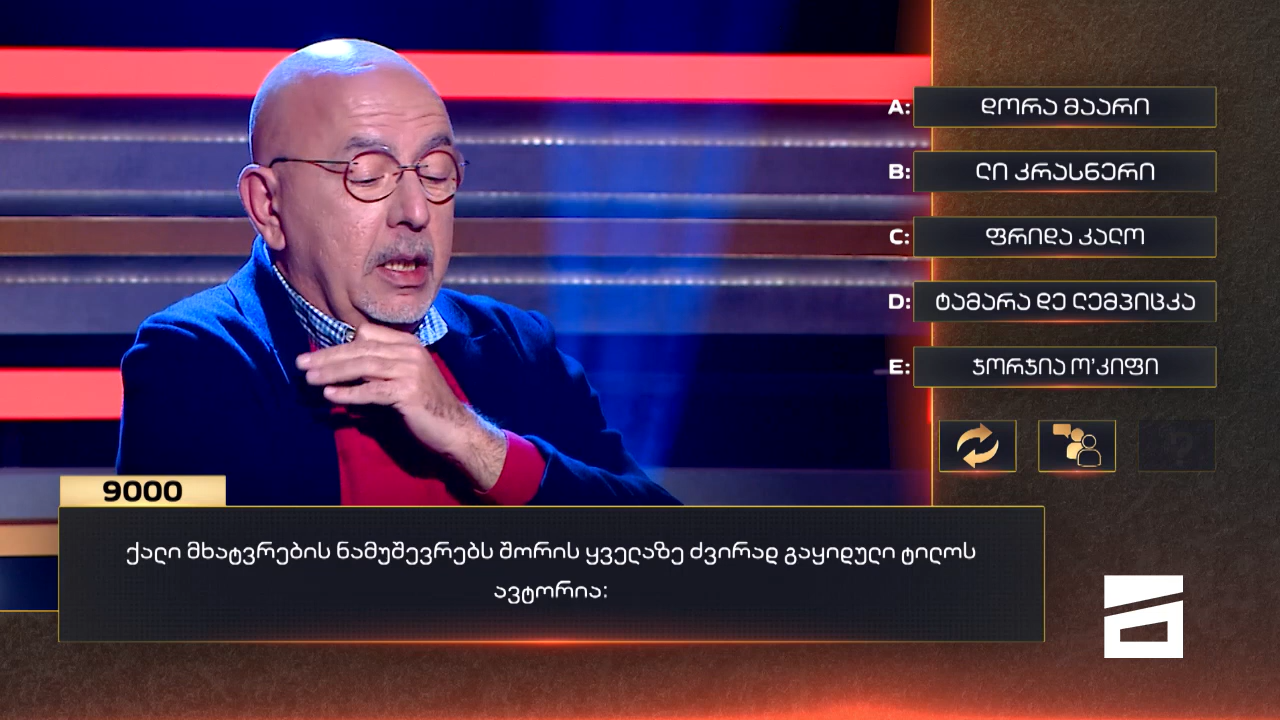 A: დორა მაარი
B: ლი კრასნერი
C: ფრიდა კალო
D: ტამარა დე ლემპიცკა
E: ჯორჯია ო'კიფი
9000
ქალი მხატვრების ნამუშევრებს შორის ყველაზე ძვირად გაყიდული ტილოს
ავტორია: